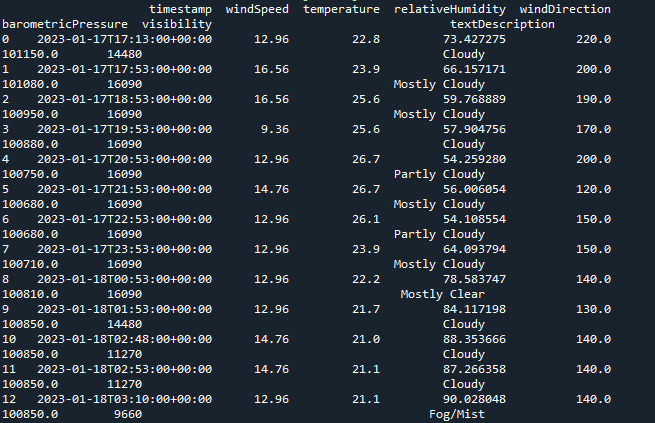 timestamp windSpeed temperature relativeHumidity windDirection
barometricPressure visibility textDescription
0 2023-01-17T17:13:00+00:00 12.96 22.8 73.427275 220.0
101150.0 14480 Cloudy
1 2023-01-17T17:53:00+00:00 16.56 23.9 66.157171 200.0
101080.0 16090 Mostly Cloudy
2 2023-01-17T18:53:00+00:00 16.56 25.6 59.768889 190.0
100950.0 16090 Mostly Cloudy
3 2023-01-17T19:53:00+00:00 9.36 25.6 57.904756 170.0
100880.0 16090 Cloudy
4 2023-01-17T20:53:00+00:00 12.96 26.7 54.259280 200.0
100750.0 16090 Partly Cloudy
5 2023-01-17T21:53:00+00:00 14.76 26.7 56.006054 120.0
100680.0 16090 Mostly Cloudy
6 2023-01-17T22:53:00+00:00 12.96 26.1 54.108554 150.0
100680.0 16090 Partly Cloudy
7 2023-01-17T23:53:00+00:00 12.96 23.9 64.093794 150.0
100710.0 16090 Mostly Cloudy
8 2023-01-18T00:53:00+00:00 12.96 22.2 78.583747 140.0
100810.0 16090 Mostly Clear
9 2023-01-18T01:53:00+00:00 12.96 21.7 84.117198 130.0
100850.0 14480 Cloudy
10 2023-01-18T02:48:00+00:00 14.76 21.0 88.353666 140.0
100850.0 11270 Cloudy
11 2023-01-18T02:53:00+00:00 14.76 21.1 87.266358 140.0
100850.0 11270 Cloudy
12 2023-01-18T03:10:00+00:00 12.96 21.1 90.028048 140.0
100850.0 9660 Fog/Mist